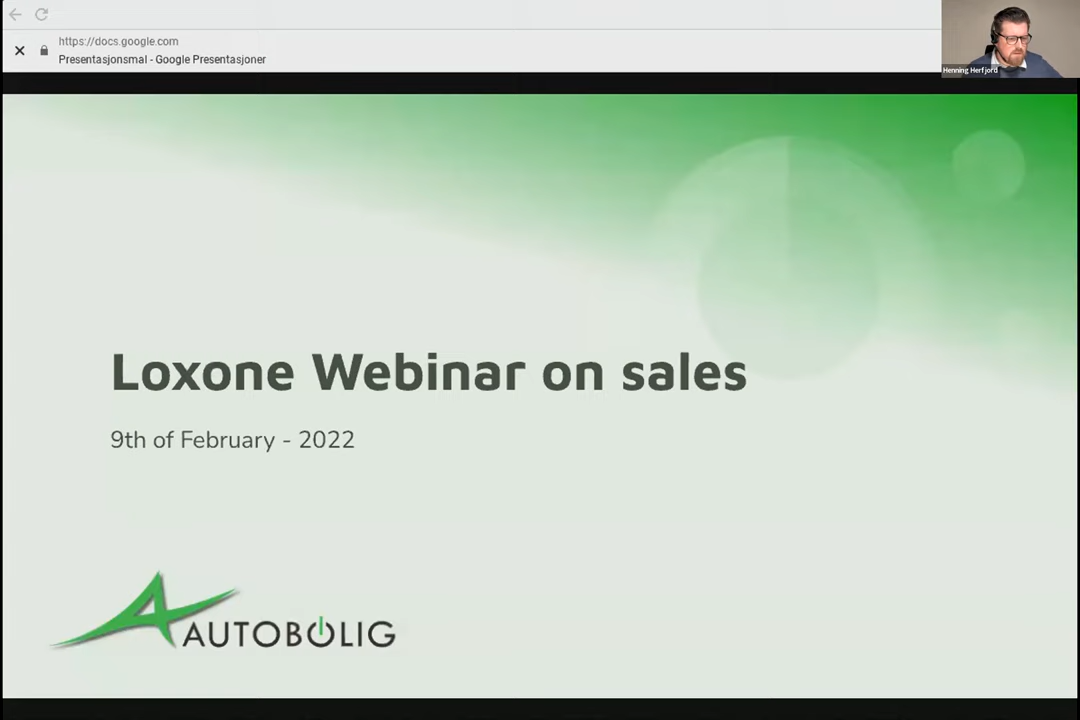 https://docs.google.com
Presentasjonsmal - Google Presentasjoner
Henning Herfjord
Loxone Webinar on sales
9th of February - 2022
AUTOBOLIG